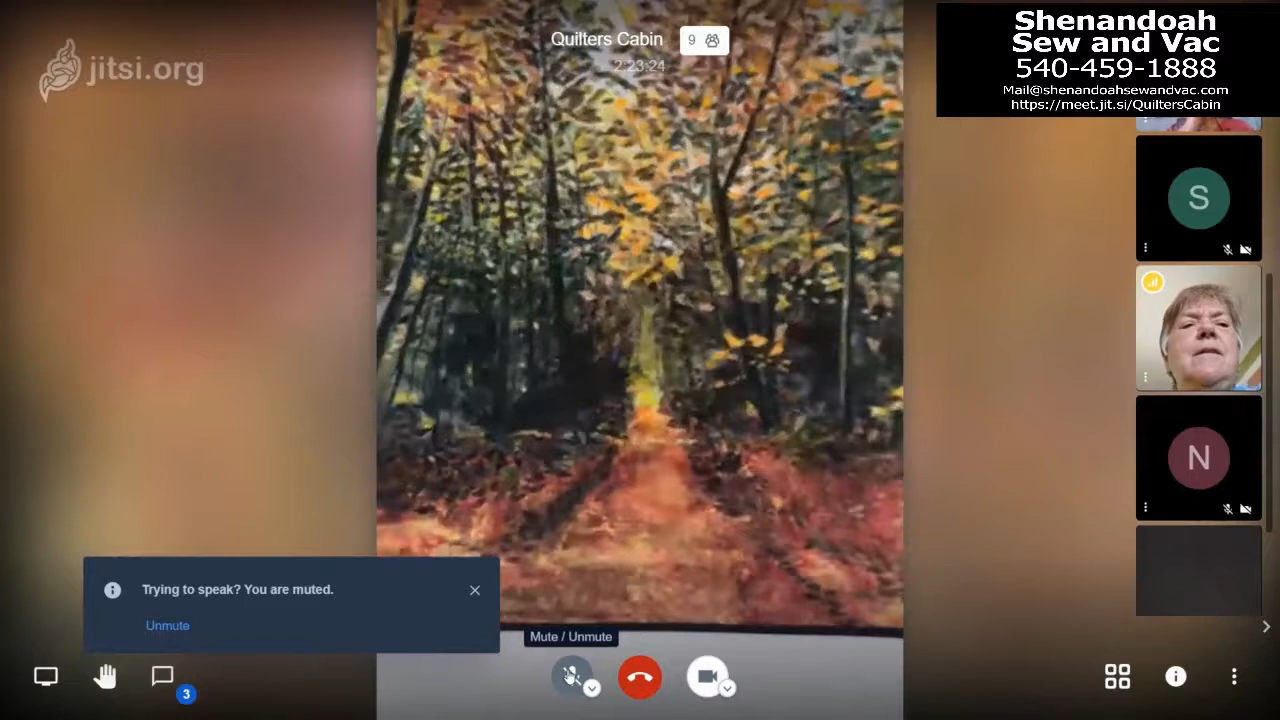 jitsi.org
Quilters Cabin
9
2:23:24
Shenandoah
Sew and Vac
540-459-1888
Mail@shenandoahsewandvac.com
https://meet.jit.si/QuiltersCabin
S
N
Trying to speak? You are muted.
Unmute
Mute / Unmute
3